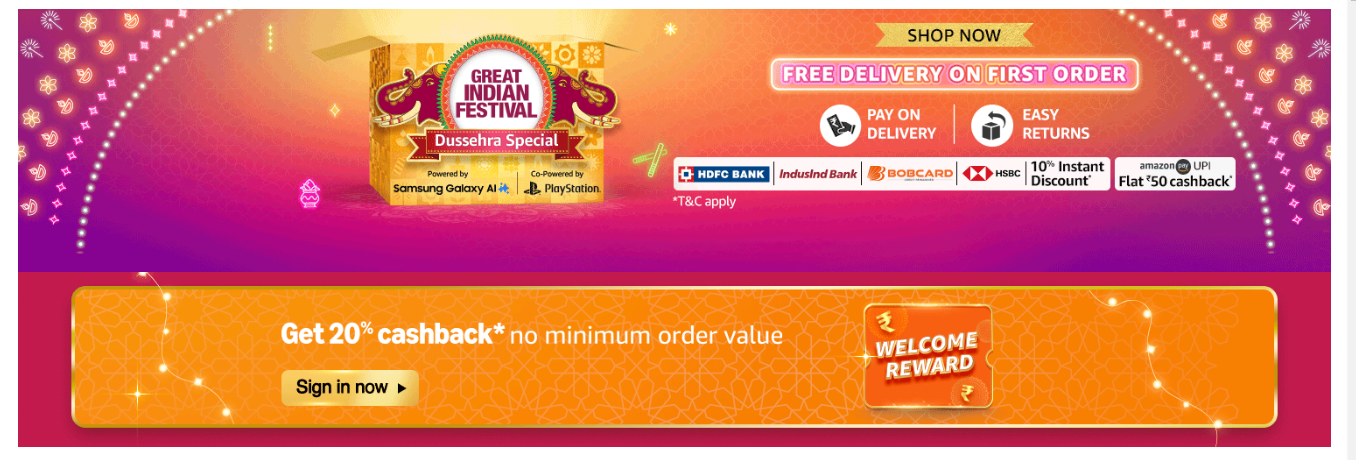 GREAT
INDIAN
FESTIVAL
Dussehra Special
Powered by
Samsung Galaxy AI
Co-Powered by
PlayStation.
SHOP NOW
FREE DELIVERY ON FIRST ORDER
PAY ON
DELIVERY
EASY
RETURNS
HDFC BANK
IndusInd Bank
BOBCARD
HSBC
10% Instant
Discount*
amazon pay UPI
Flat ₹50 cashback*
*T&C apply
Get 20% cashback* no minimum order value
Sign in now
₹
WELCOME
REWARD
₹